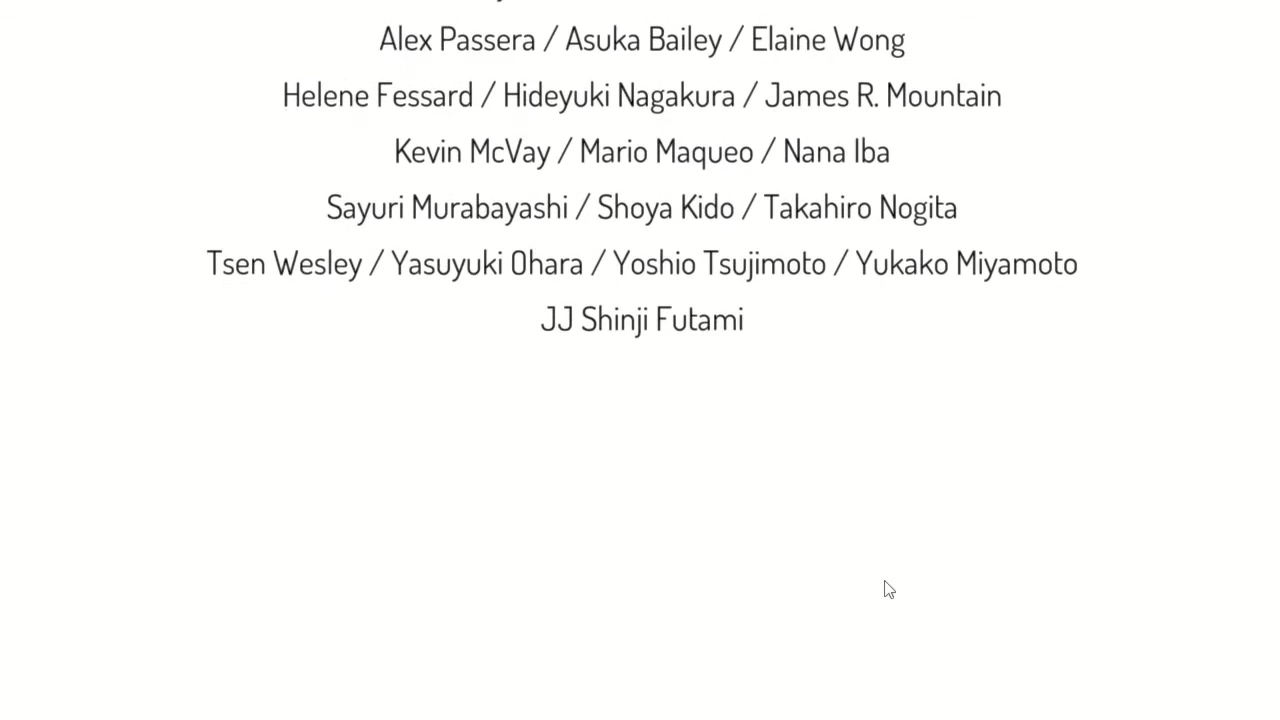 Alex Passera / Asuka Bailey / Elaine Wong
Helene Fessard / Hideyuki Nagakura / James R. Mountain
Kevin McVay / Mario Maqueo / Nana Iba
Sayuri Murabayashi / Shoya Kido / Takahiro Nogita
Tsen Wesley / Yasuyuki Ohara / Yoshio Tsujimoto / Yukako Miyamoto
JJ Shinji Futami